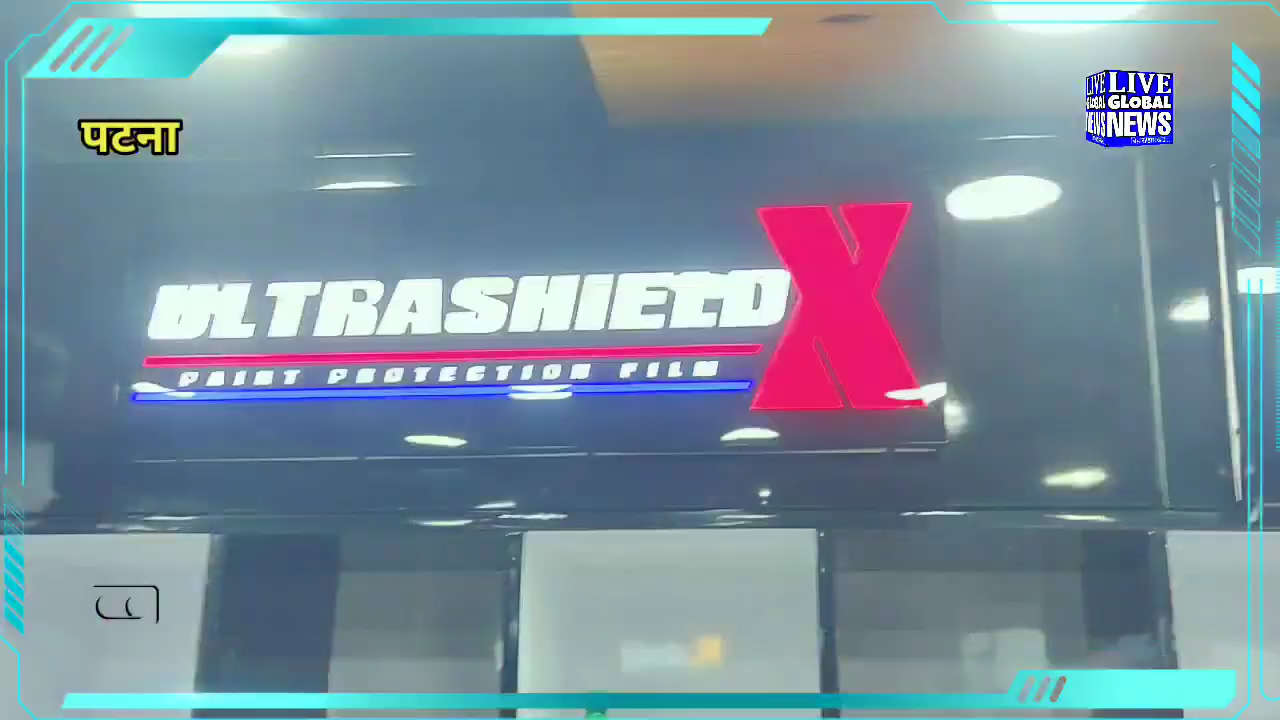 पटना
LIVE
GLOBAL
NEWS
ULTRASHIELD X
PAINT PROTECTION FILM